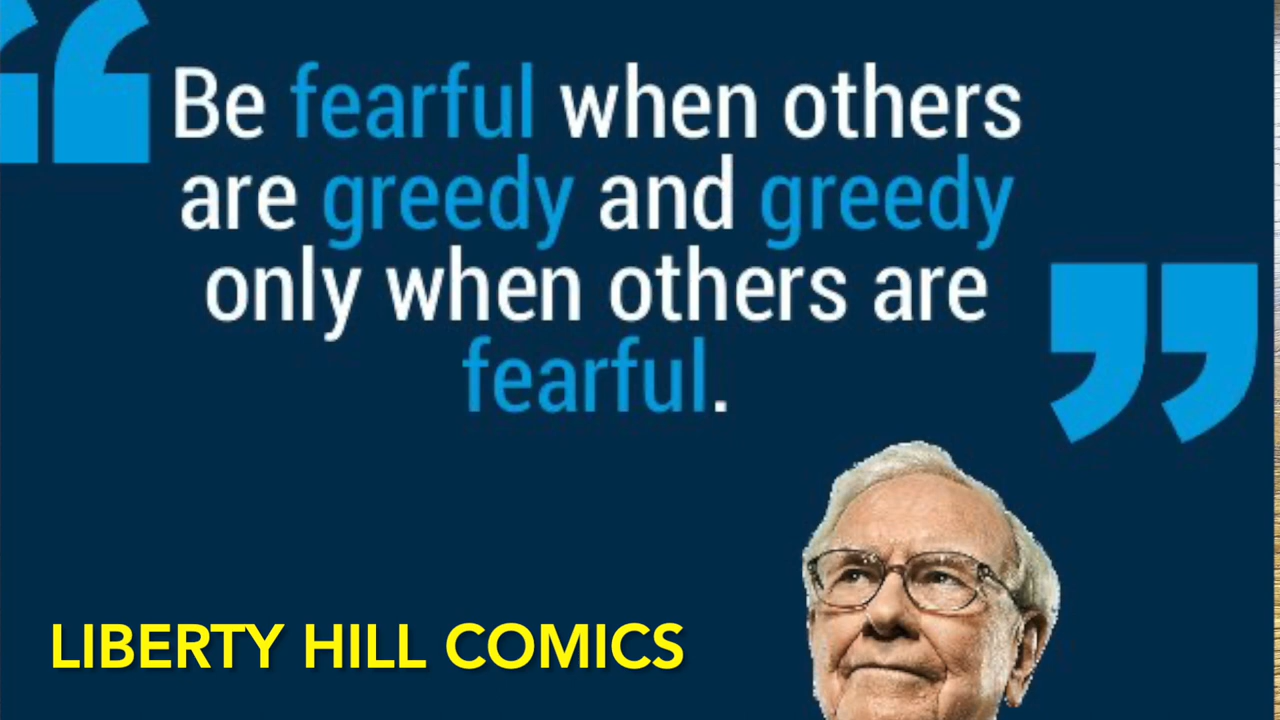 “Be fearful when others
are greedy and greedy
only when others are
fearful.”
LIBERTY HILL COMICS